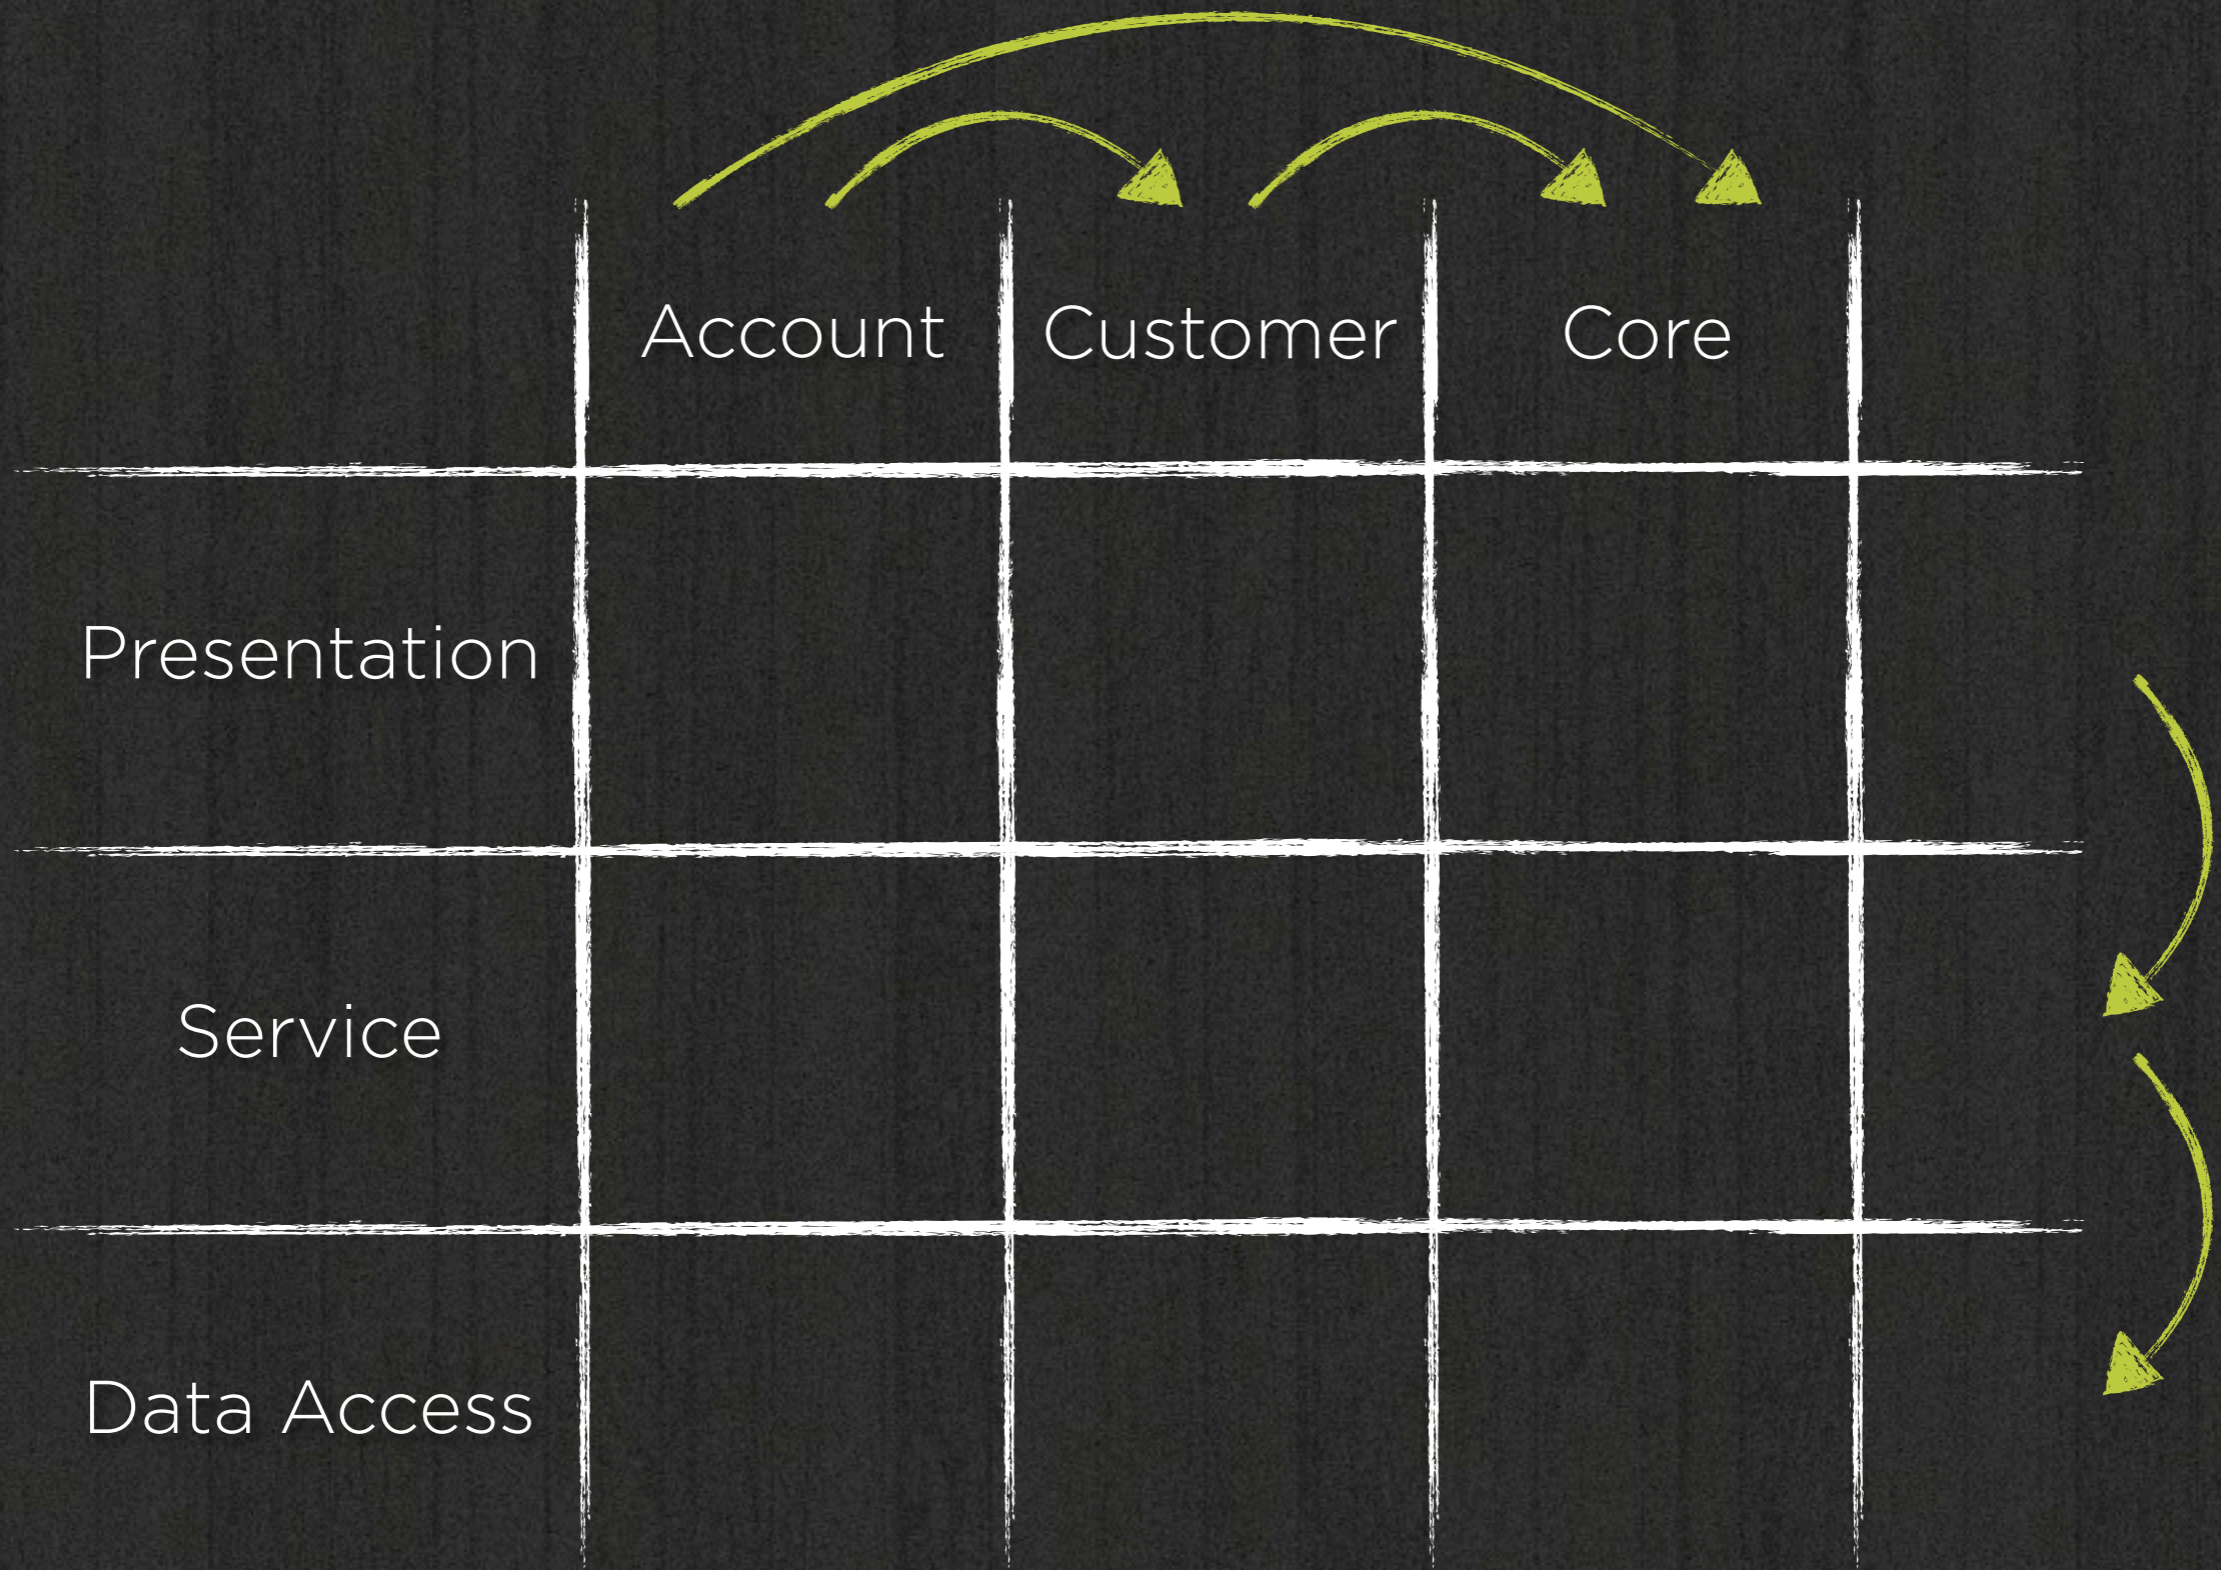 Account Customer Core
Presentation
Service
Data Access